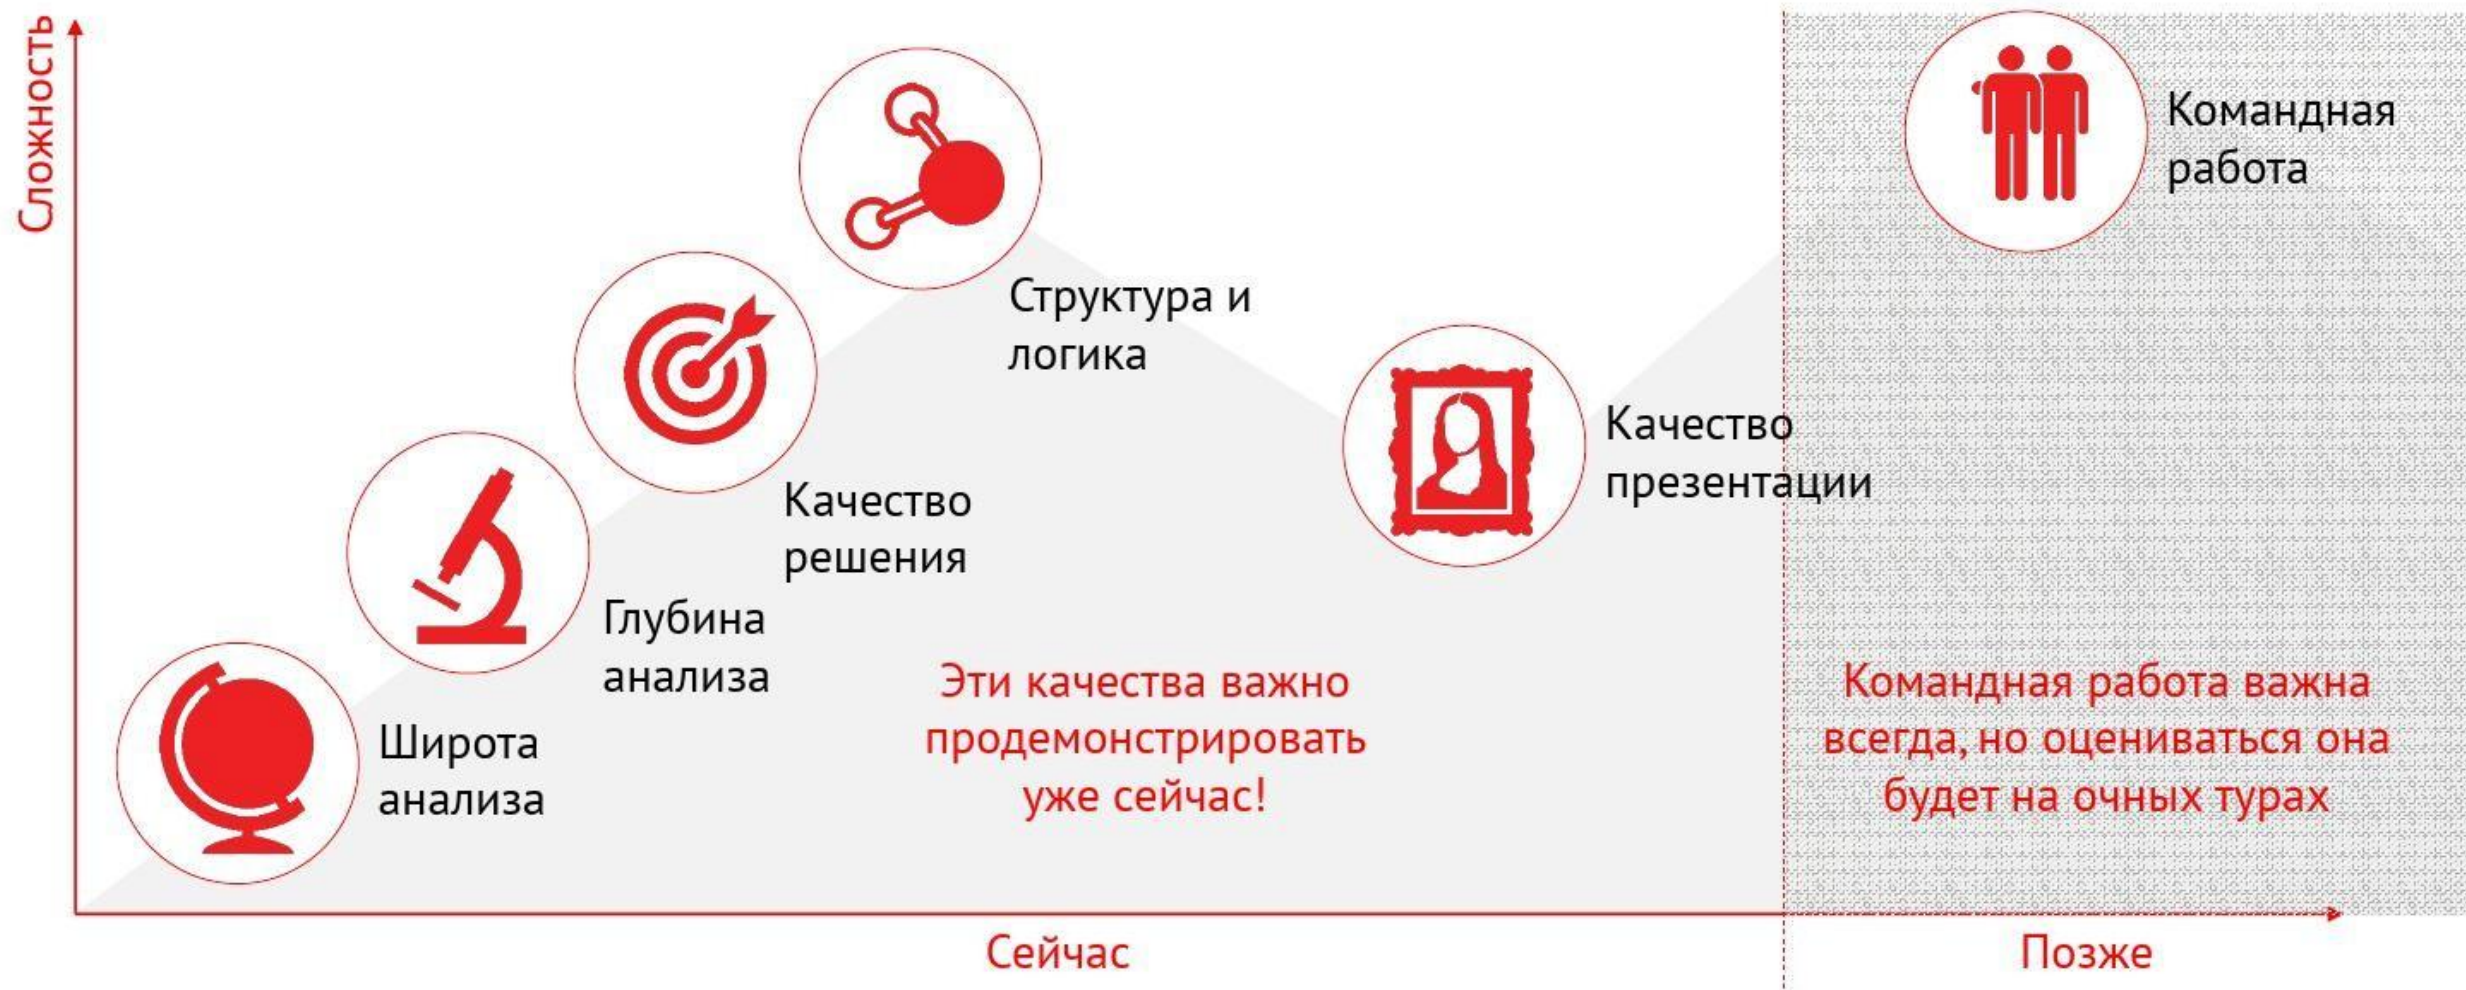 Сложность
Командная
работа
Структура и
логика
Качество
презентации
Качество
решения
Глубина
анализа
Широта
анализа
Эти качества важно
продемонстрировать
уже сейчас!
Командная работа важна
всегда, но оцениваться она
будет на очных турах
Сейчас
Позже